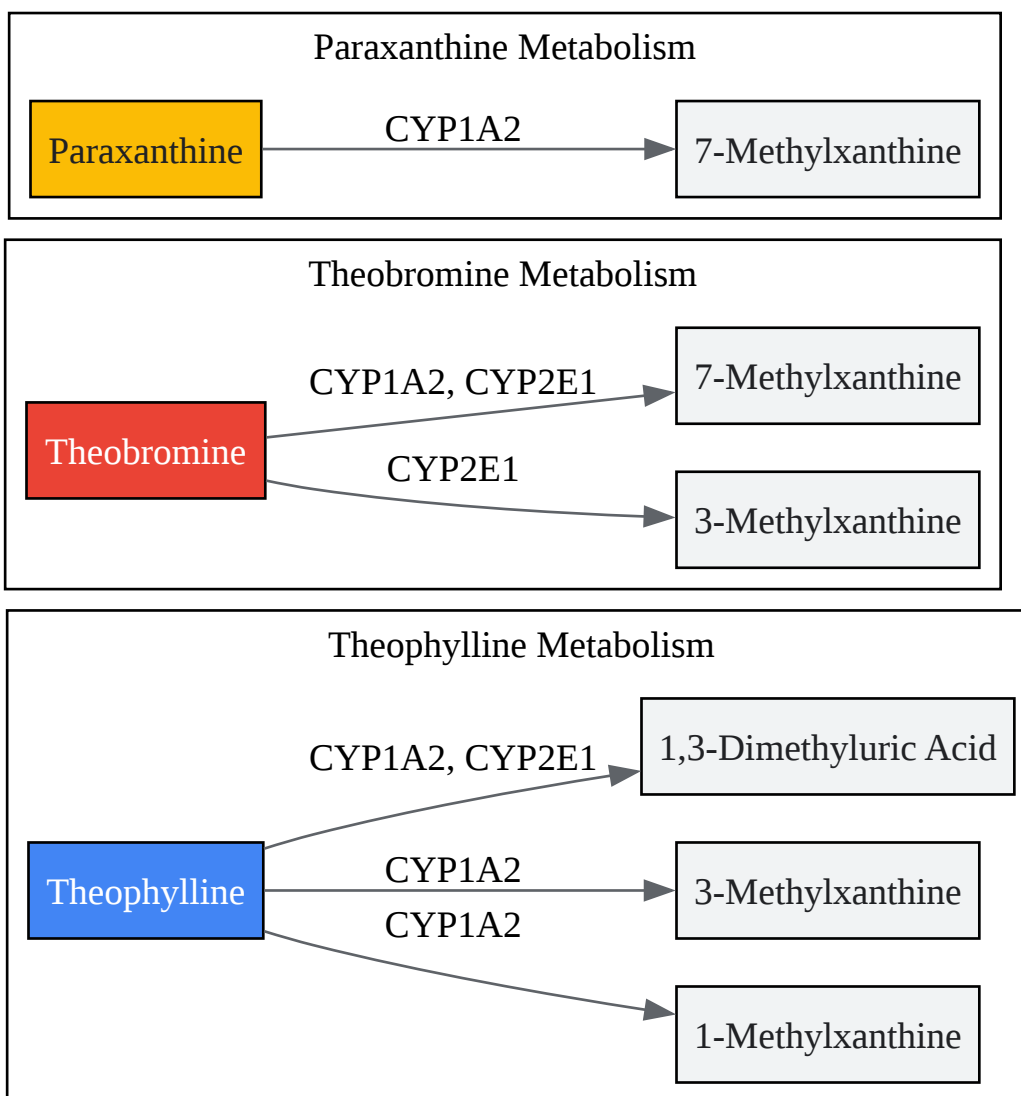 Paraxanthine Metabolism
Paraxanthine
CYP1A2
7-Methylxanthine
Theobromine Metabolism
CYP1A2, CYP2E1
7-Methylxanthine
Theobromine
CYP2E1
3-Methylxanthine
Theophylline Metabolism
CYP1A2, CYP2E1
1,3-Dimethyluric Acid
Theophylline
CYP1A2
3-Methylxanthine
CYP1A2
1-Methylxanthine